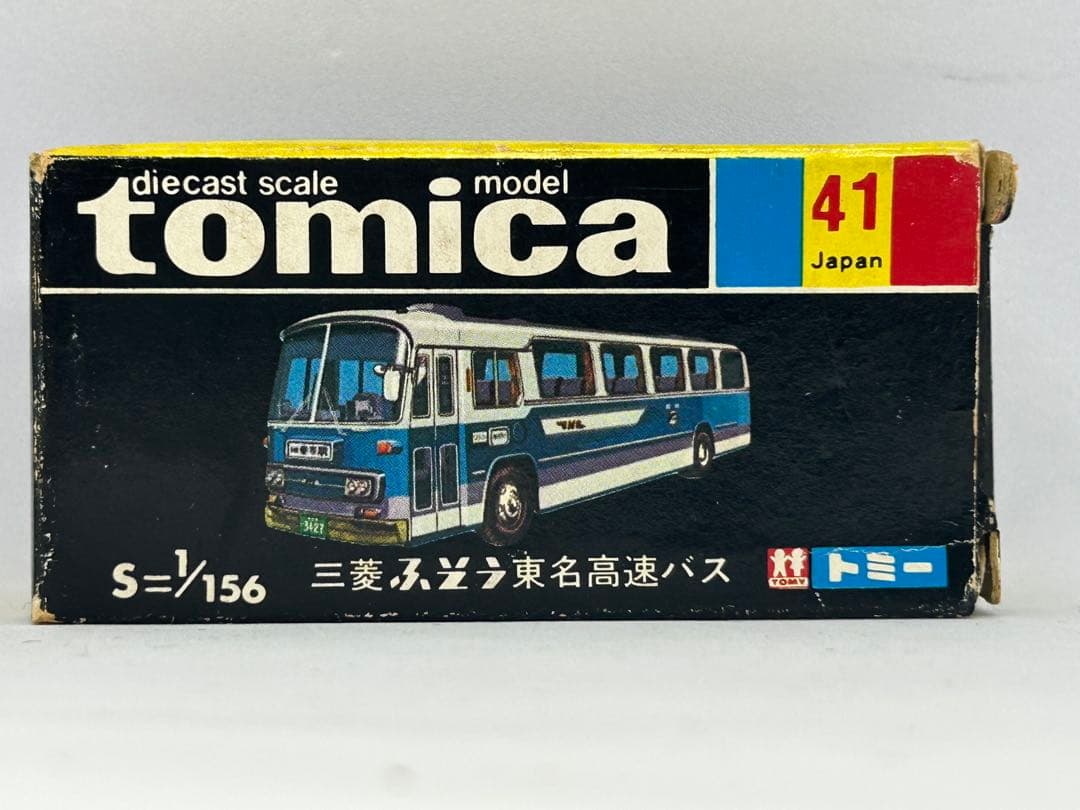 diecast scale model
tomica
41
Japan
3427
S=1/156
三菱ふそう東名高速バス
TOMY
トミー